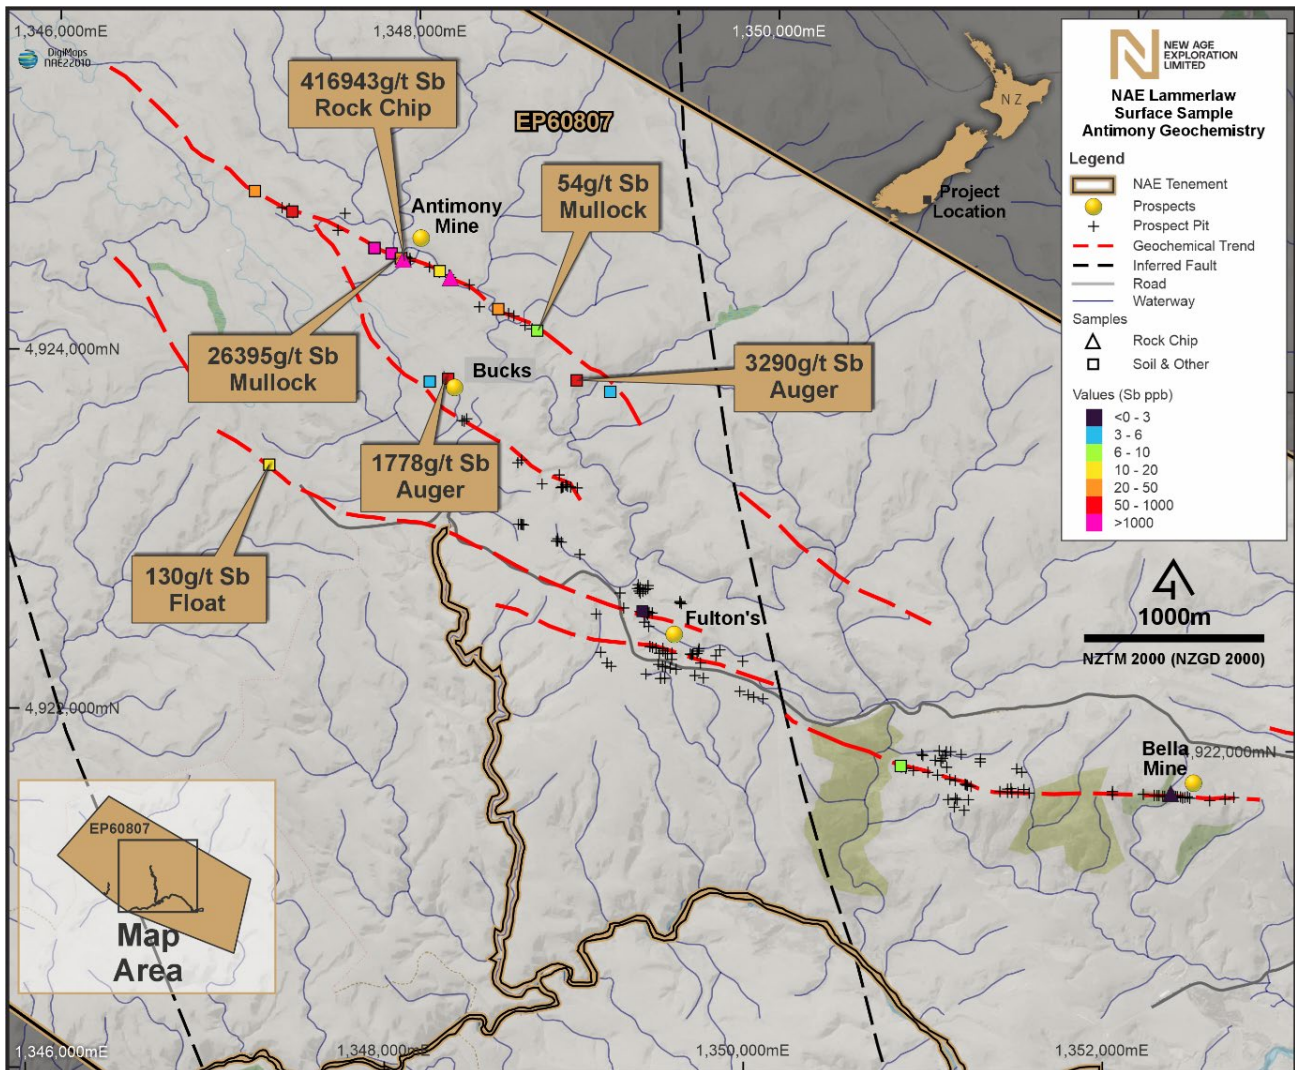 1,346,000mE
1,348,000mE
1,350,000mE
DigiMaps
NAE22010
416943g/t Sb
Rock Chip
EP60807
54g/t Sb
Mullock
Antimony
Mine
4,924,000mN
26395g/t Sb
Mullock
Bucks
3290g/t Sb
Auger
1778g/t Sb
Auger
130g/t Sb
Float
Fulton's
4,922,000mN
4,922,000mN
Bella
Mine
NZ
Project
Location
N
NEW AGE
EXPLORATION
LIMITED
NAE Lammerlaw
Surface Sample
Antimony Geochemistry
Legend
NAE Tenement
Prospects
Prospect Pit
Geochemical Trend
Inferred Fault
Road
Waterway
Samples
Rock Chip
Soil & Other
Values (Sb ppb)
<0 - 3
3 - 6
6 - 10
10 - 20
20 - 50
50 - 1000
>1000
1000m
NZTM 2000 (NZGD 2000)
EP60807
Map
Area
1,346,000mE
1,348,000mE
1,350,000mE
1,352,000mE